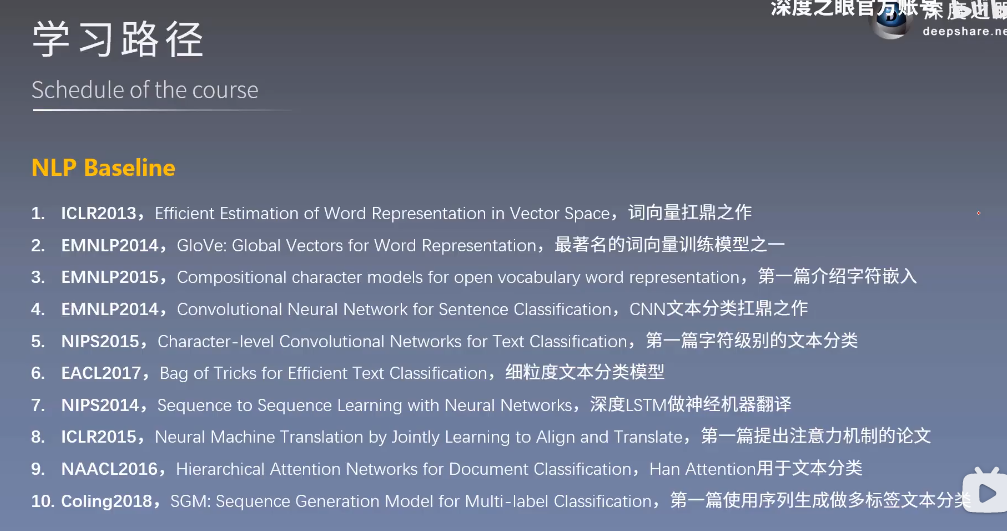 深度之眼官方账号
deepshare.ne
学习路径
Schedule of the course
NLP Baseline
1. ICLR2013，Efficient Estimation of Word Representation in Vector Space，词向量扛鼎之作
2. EMNLP2014，GloVe: Global Vectors for Word Representation，最著名的词向量训练模型之一
3. EMNLP2015，Compositional character models for open vocabulary word representation，第一篇介绍字符嵌入
4. EMNLP2014，Convolutional Neural Network for Sentence Classification，CNN文本分类扛鼎之作
5. NIPS2015，Character-level Convolutional Networks for Text Classification，第一篇字符级别的文本分类
6. EACL2017，Bag of Tricks for Efficient Text Classification，细粒度文本分类模型
7. NIPS2014，Sequence to Sequence Learning with Neural Networks，深度LSTM做神经机器翻译
8. ICLR2015，Neural Machine Translation by Jointly Learning to Align and Translate，第一篇提出注意力机制的论文
9. NAACL2016，Hierarchical Attention Networks for Document Classification，Han Attention用于文本分类
10. Coling2018，SGM: Sequence Generation Model for Multi-label Classification，第一篇使用序列生成做多标签文本分类